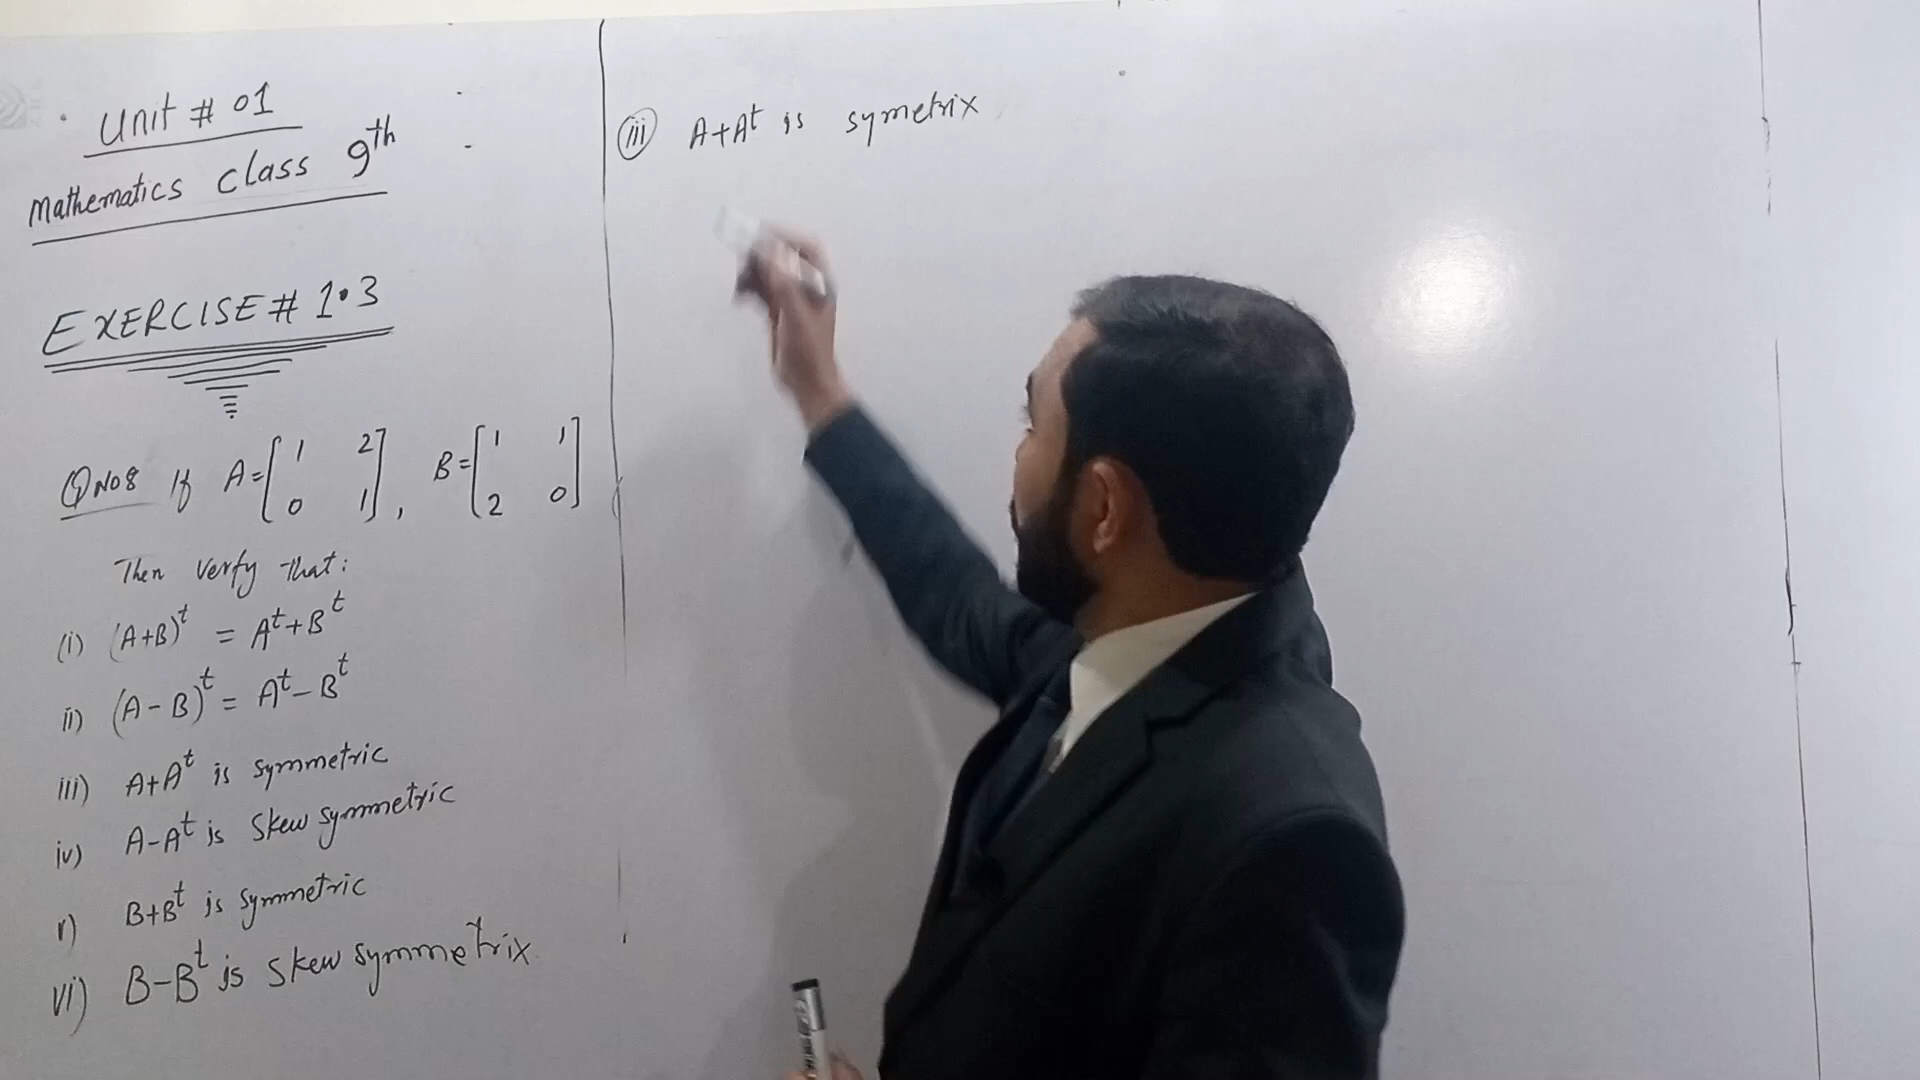 Unit # 01
Mathematics class 9th
EXERCISE # 1.3
Q No 8 If A = [1 2
0 1], B = [1 1
2 0]
Then verfy that:
(i) (A+B)^t = A^t + B^t
ii) (A - B)^t = A^t - B^t
iii) A+A^t is symmetric
iv) A-A^t is skew symmetric
v) B+B^t is symmetric
vi) B-B^t is skew symmetrix
(iii) A+A^t is symetrix